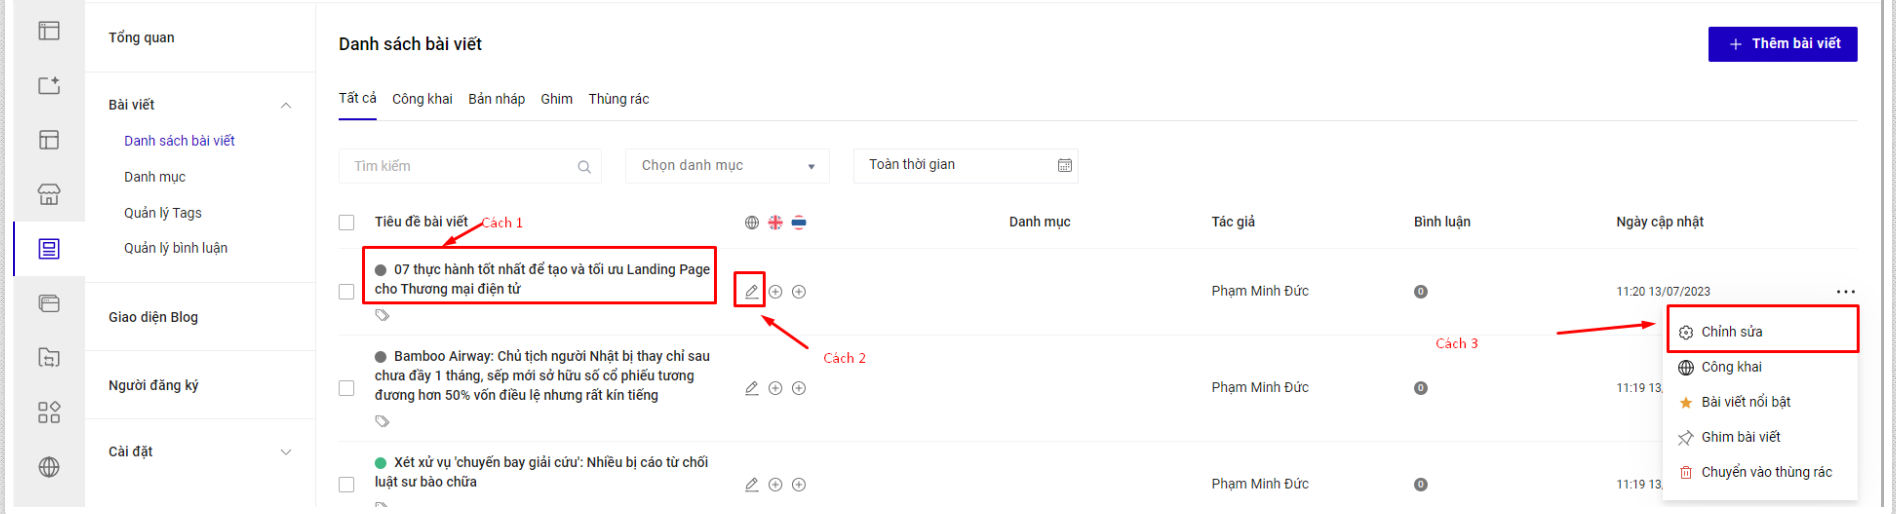 Tổng quan
Danh sách bài viết
+ Thêm bài viết
Bài viết
Danh sách bài viết
Danh mục
Quản lý Tags
Quản lý bình luận
Giao diện Blog
Người đăng ký
Cài đặt
Tất cả Công khai Bản nháp Ghim Thùng rác
Tìm kiếm
Chọn danh mục
Toàn thời gian
Tiêu đề bài viết
Cách 1
Danh mục
Tác giả
Bình luận
Ngày cập nhật
07 thực hành tốt nhất để tạo và tối ưu Landing Page
cho Thương mại điện tử
Phạm Minh Đức
0
11:20 13/07/2023
Cách 2
Cách 3
Chỉnh sửa
Công khai
Bài viết nổi bật
Ghim bài viết
Chuyển vào thùng rác
Bamboo Airway: Chủ tịch người Nhật bị thay chỉ sau
chưa đầy 1 tháng, sếp mới sở hữu số cổ phiếu tương
đương hơn 50% vốn điều lệ nhưng rất kín tiếng
Phạm Minh Đức
0
11:19 13/
Xét xử vụ 'chuyến bay giải cứu': Nhiều bị cáo từ chối
luật sư bào chữa
Phạm Minh Đức
0
11:19 13/